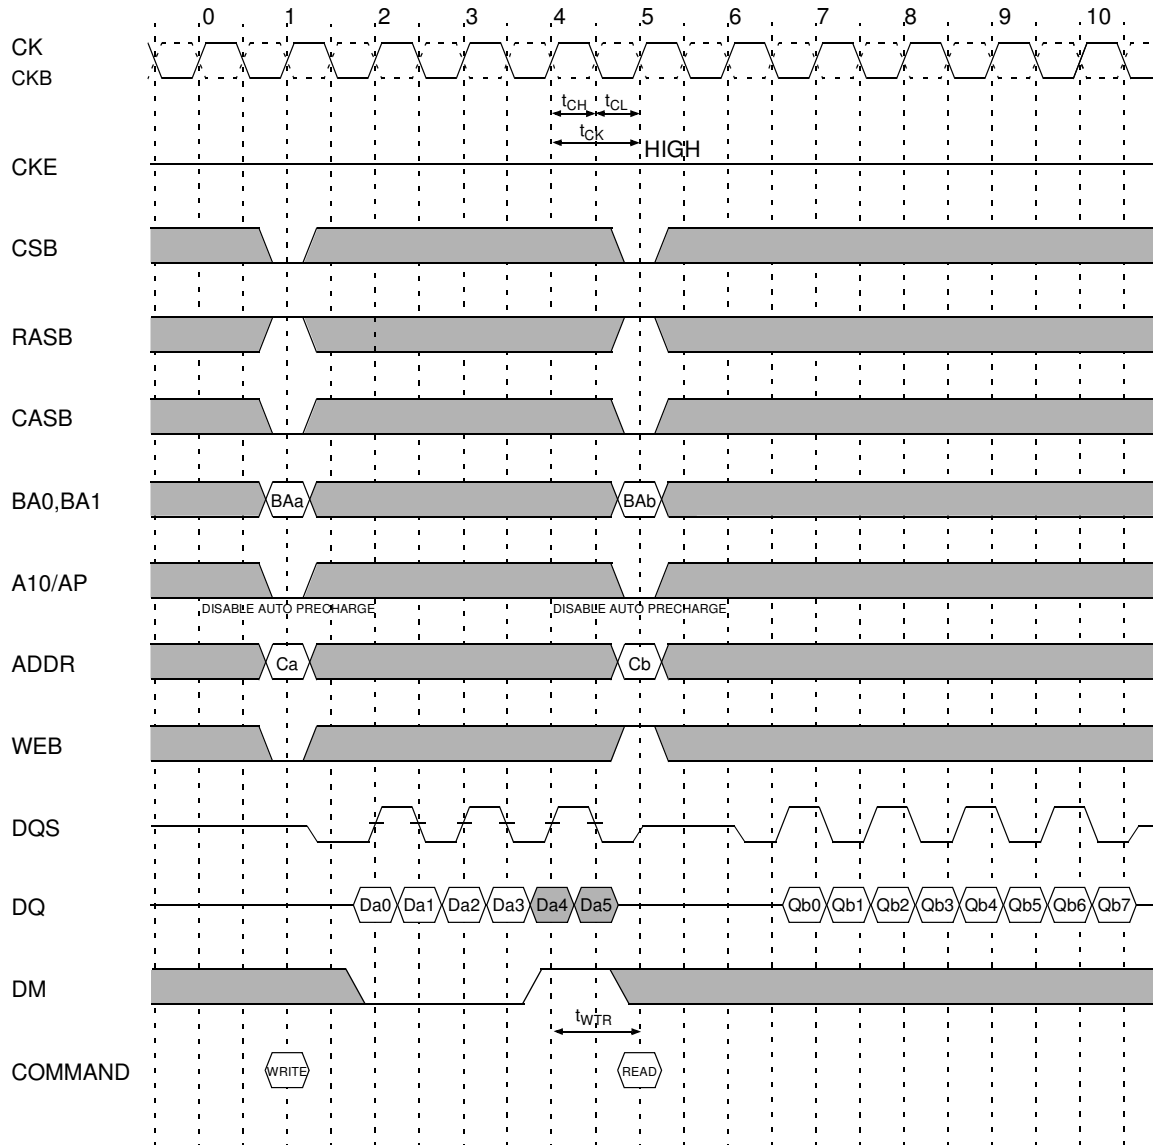 0 1 2 3 4 5 6 7 8 9 10
CK
CKB
tCH tCL
tCK
HIGH
CKE
CSB
RASB
CASB
BA0,BA1 BAa BAb
A10/AP
DISABLE AUTO PRECHARGE DISABLE AUTO PRECHARGE
ADDR Ca Cb
WEB
DQS
DQ Da0 Da1 Da2 Da3 Da4 Da5 Qb0 Qb1 Qb2 Qb3 Qb4 Qb5 Qb6 Qb7
DM
tWTR
COMMAND WRITE READ